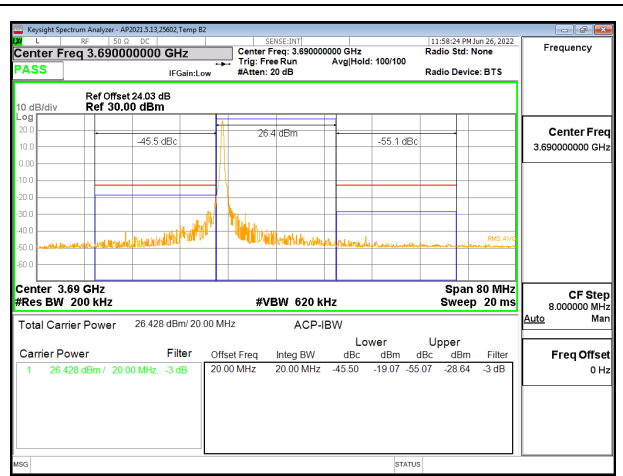 Keysight Spectrum Analyzer - AP2021.5.13,25602,Temp B2
L RF 50 Ω DC SENSE:INT 11:58:24 PM Jun 26, 2022
Center Freq 3.690000000 GHz
Center Freq: 3.690000000 GHz
Radio Std: None
Frequency
Trig: Free Run Avg|Hold: 100/100
PASS
IFGain:Low
#Atten: 20 dB
Radio Device: BTS
Ref Offset 24.03 dB
10 dB/div Ref 30.00 dBm
Log
20.0
10.0
0.00
-10.0
-20.0
-30.0
-40.0
-50.0
-60.0
-45.5 dBc
26.4 dBm
-55.1 dBc
RMS AVG
Center 3.69 GHz Span 80 MHz
#Res BW 200 kHz #VBW 620 kHz Sweep 20 ms
Total Carrier Power 26.428 dBm/ 20.00 MHz ACP-IBW
Lower Upper
Carrier Power Filter Offset Freq Integ BW dBc dBm dBc dBm Filter
1 26.428 dBm / 20.00 MHz -3 dB 20.00 MHz 20.00 MHz -45.50 -19.07 -55.07 -28.64 -3 dB
Center Freq
3.690000000 GHz
CF Step
8.000000 MHz
Auto Man
Freq Offset
0 Hz
MSG STATUS